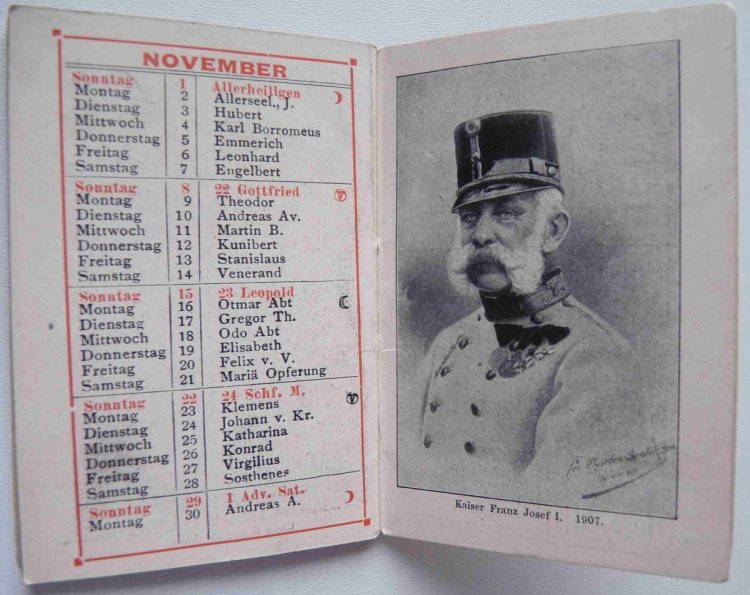 NOVEMBER
Sonntag 1 Allerheiligen
Montag 2 Allerseel., J.
Dienstag 3 Hubert
Mittwoch 4 Karl Borromeus
Donnerstag 5 Emmerich
Freitag 6 Leonhard
Samstag 7 Engelbert
Sonntag 8 22 Gottfried
Montag 9 Theodor
Dienstag 10 Andreas Av.
Mittwoch 11 Martin B.
Donnerstag 12 Kunibert
Freitag 13 Stanislaus
Samstag 14 Venerand
Sonntag 15 23 Leopold
Montag 16 Otmar Abt
Dienstag 17 Gregor Th.
Mittwoch 18 Odo Abt
Donnerstag 19 Elisabeth
Freitag 20 Felix v. V.
Samstag 21 Mariä Opferung
Sonntag 22 24 Schf. M.
Montag 23 Klemens
Dienstag 24 Johann v. Kr.
Mittwoch 25 Katharina
Donnerstag 26 Konrad
Freitag 27 Virgilius
Samstag 28 Sosthenes
Sonntag 29 1 Adv. Sat.
Montag 30 Andreas A.
Kaiser Franz Josef I. 1907.